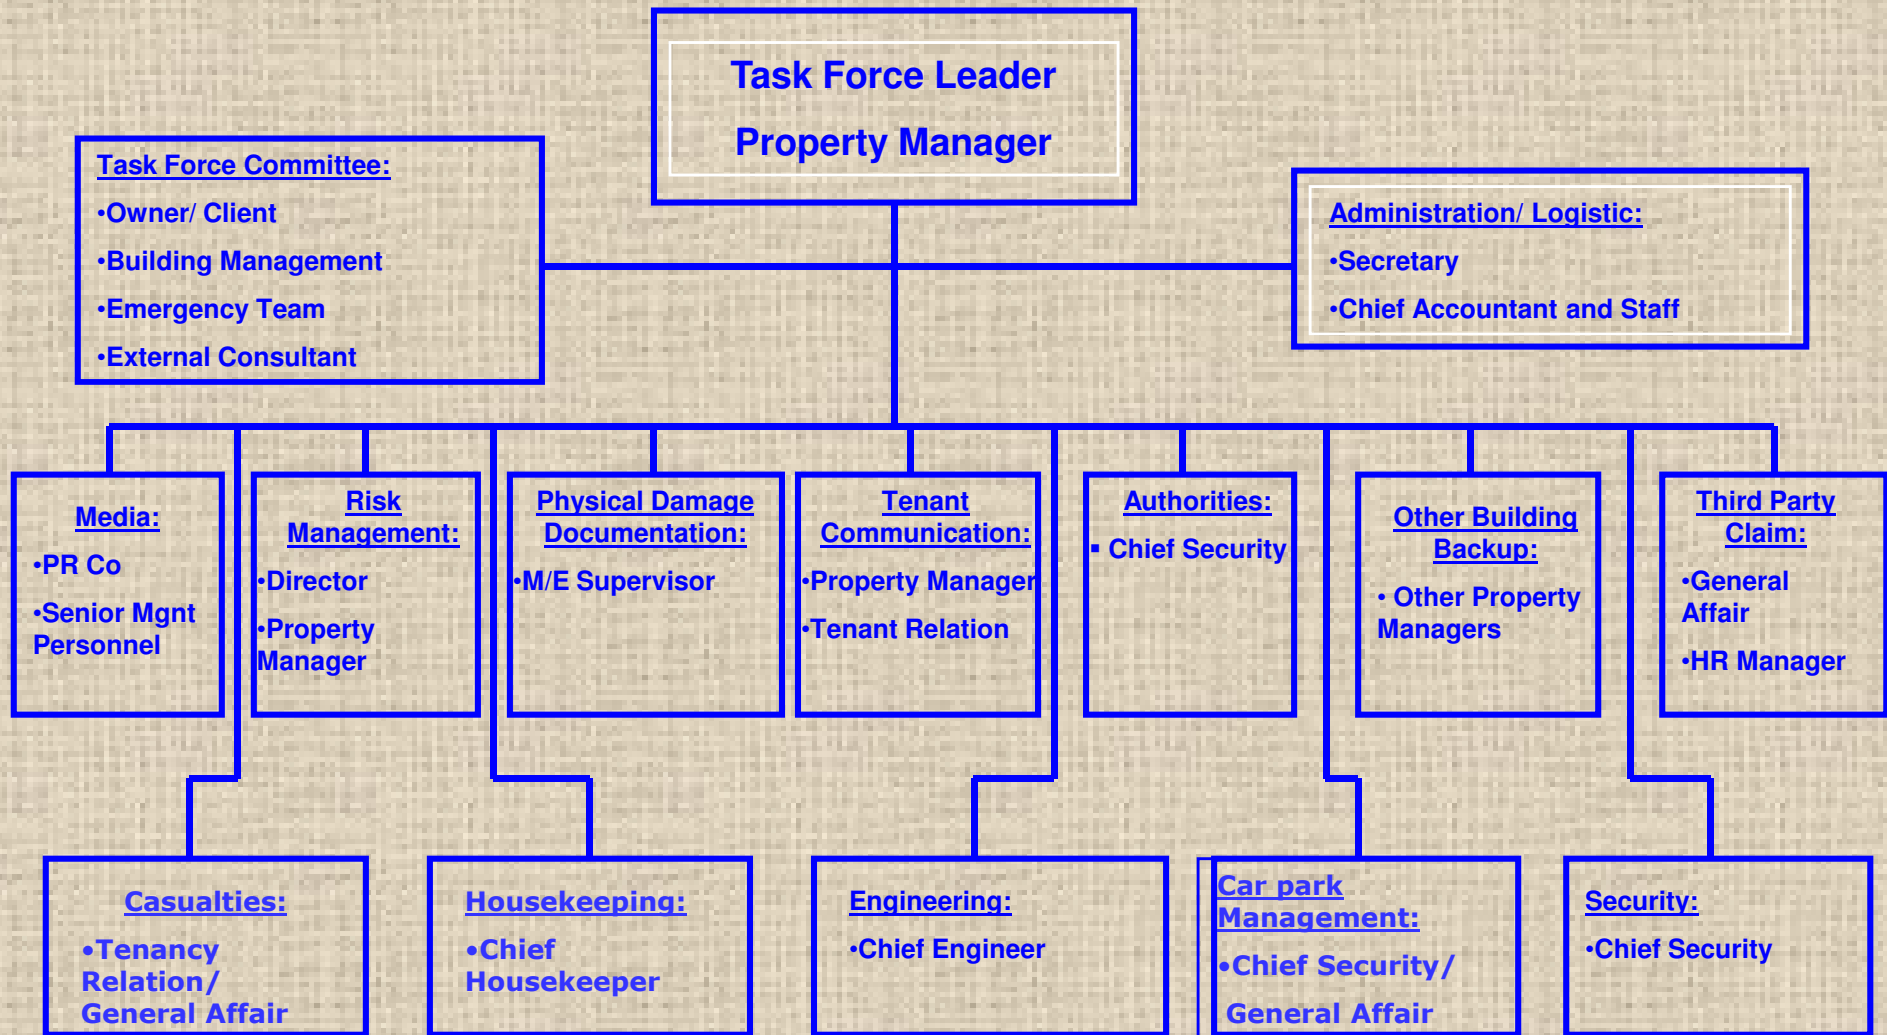 Task Force Leader
Property Manager
Task Force Committee:
•Owner/ Client
•Building Management
•Emergency Team
•External Consultant
Administration/ Logistic:
•Secretary
•Chief Accountant and Staff
Media:
•PR Co
•Senior Mgnt
Personnel
Risk
Management:
•Director
•Property
Manager
Physical Damage
Documentation:
•M/E Supervisor
Tenant
Communication:
•Property Manager
•Tenant Relation
Authorities:
▪ Chief Security
Other Building
Backup:
• Other Property
Managers
Third Party
Claim:
•General
Affair
•HR Manager
Casualties:
•Tenancy
Relation/
General Affair
Housekeeping:
•Chief
Housekeeper
Engineering:
•Chief Engineer
Car park
Management:
•Chief Security/
General Affair
Security:
•Chief Security